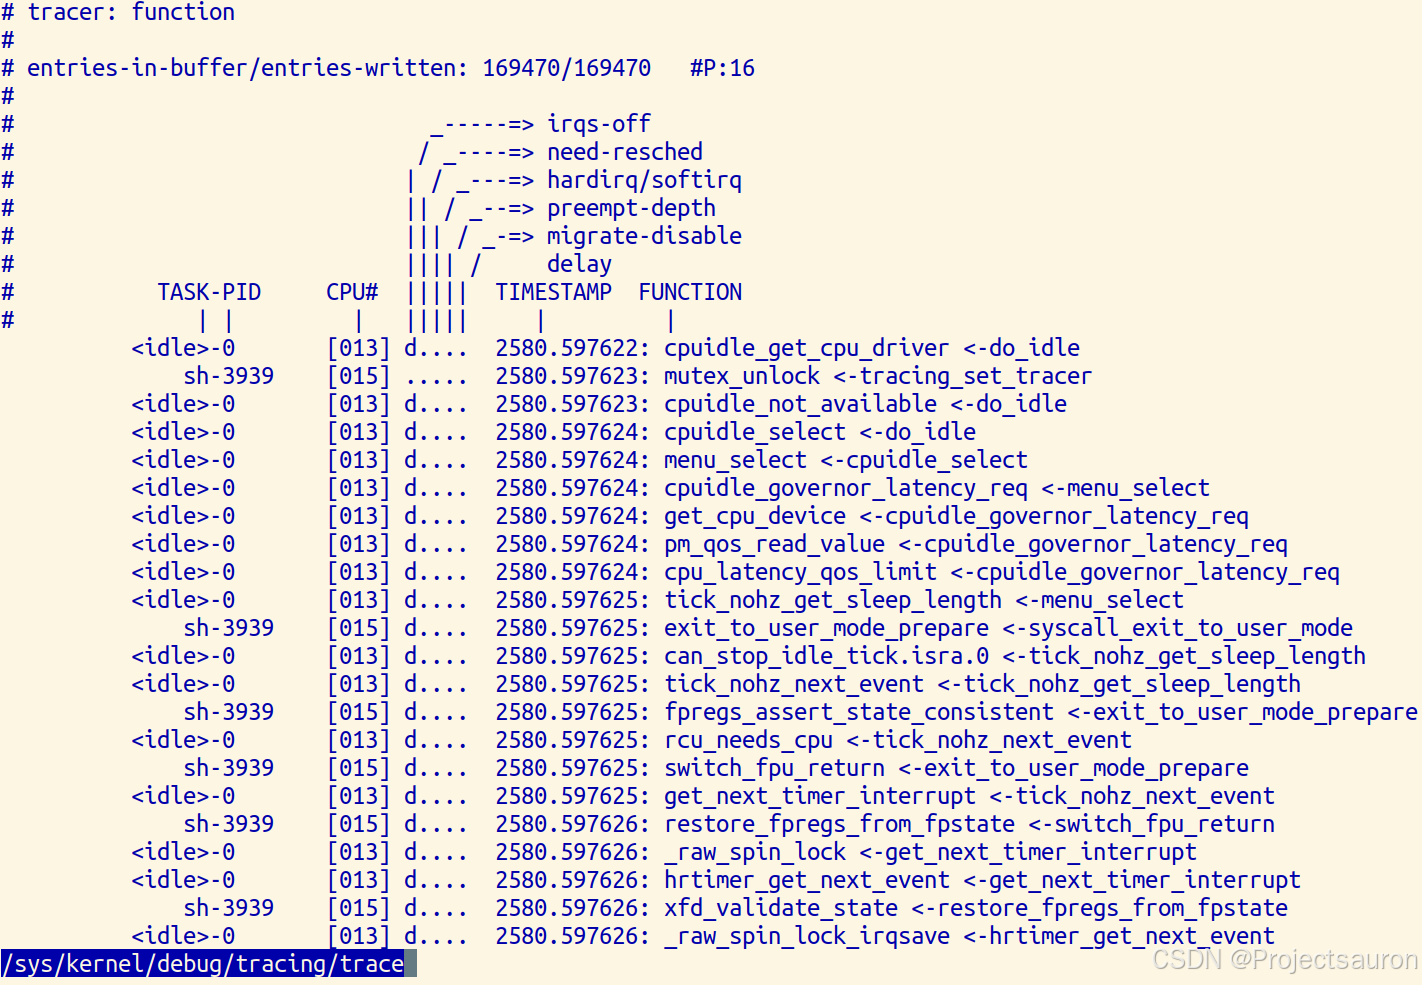 # tracer: function
#
# entries-in-buffer/entries-written: 169470/169470   #P:16
#
#                                _-----=> irqs-off
#                               / _----=> need-resched
#                              | / _---=> hardirq/softirq
#                              || / _--=> preempt-depth
#                              ||| / _-=> migrate-disable
#                              |||| /     delay
#           TASK-PID     CPU#  |||||  TIMESTAMP  FUNCTION
#              | |         |   |||||     |         |
          <idle>-0       [013] d....  2580.597622: cpuidle_get_cpu_driver <-do_idle
              sh-3939    [015] .....  2580.597623: mutex_unlock <-tracing_set_tracer
          <idle>-0       [013] d....  2580.597623: cpuidle_not_available <-do_idle
          <idle>-0       [013] d....  2580.597624: cpuidle_select <-do_idle
          <idle>-0       [013] d....  2580.597624: menu_select <-cpuidle_select
          <idle>-0       [013] d....  2580.597624: cpuidle_governor_latency_req <-menu_select
          <idle>-0       [013] d....  2580.597624: get_cpu_device <-cpuidle_governor_latency_req
          <idle>-0       [013] d....  2580.597624: pm_qos_read_value <-cpuidle_governor_latency_req
          <idle>-0       [013] d....  2580.597624: cpu_latency_qos_limit <-cpuidle_governor_latency_req
          <idle>-0       [013] d....  2580.597625: tick_nohz_get_sleep_length <-menu_select
              sh-3939    [015] d....  2580.597625: exit_to_user_mode_prepare <-syscall_exit_to_user_mode
          <idle>-0       [013] d....  2580.597625: can_stop_idle_tick.isra.0 <-tick_nohz_get_sleep_length
          <idle>-0       [013] d....  2580.597625: tick_nohz_next_event <-tick_nohz_get_sleep_length
              sh-3939    [015] d....  2580.597625: fpregs_assert_state_consistent <-exit_to_user_mode_prepare
          <idle>-0       [013] d....  2580.597625: rcu_needs_cpu <-tick_nohz_next_event
              sh-3939    [015] d....  2580.597625: switch_fpu_return <-exit_to_user_mode_prepare
          <idle>-0       [013] d....  2580.597625: get_next_timer_interrupt <-tick_nohz_next_event
              sh-3939    [015] d....  2580.597626: restore_fpregs_from_fpstate <-switch_fpu_return
          <idle>-0       [013] d....  2580.597626: _raw_spin_lock <-get_next_timer_interrupt
          <idle>-0       [013] d....  2580.597626: hrtimer_get_next_event <-get_next_timer_interrupt
              sh-3939    [015] d....  2580.597626: xfd_validate_state <-restore_fpregs_from_fpstate
          <idle>-0       [013] d....  2580.597626: _raw_spin_lock_irqsave <-hrtimer_get_next_event
/sys/kernel/debug/tracing/trace
CSDN @Projectsauron